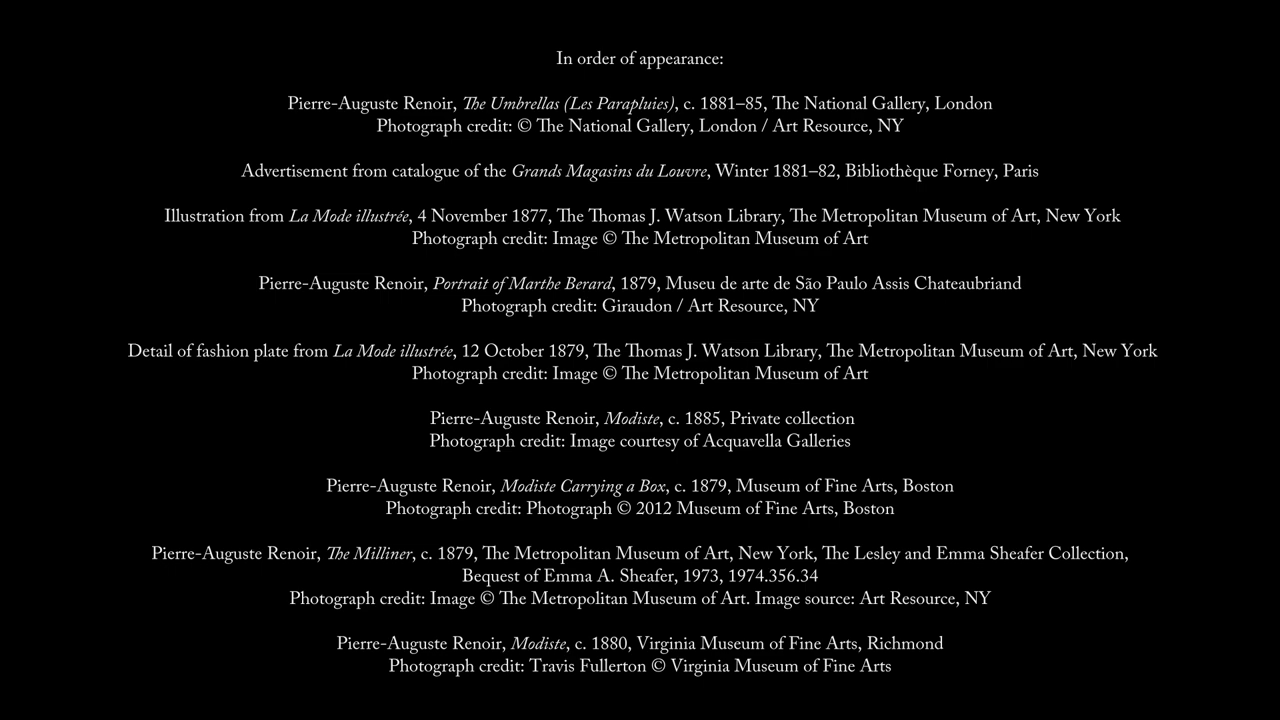 In order of appearance:
Pierre-Auguste Renoir, The Umbrellas (Les Parapluies), c. 1881–85, The National Gallery, London
Photograph credit: © The National Gallery, London / Art Resource, NY
Advertisement from catalogue of the Grands Magasins du Louvre, Winter 1881–82, Bibliothèque Forney, Paris
Illustration from La Mode illustrée, 4 November 1877, The Thomas J. Watson Library, The Metropolitan Museum of Art, New York
Photograph credit: Image © The Metropolitan Museum of Art
Pierre-Auguste Renoir, Portrait of Marthe Berard, 1879, Museu de arte de São Paulo Assis Chateaubriand
Photograph credit: Giraudon / Art Resource, NY
Detail of fashion plate from La Mode illustrée, 12 October 1879, The Thomas J. Watson Library, The Metropolitan Museum of Art, New York
Photograph credit: Image © The Metropolitan Museum of Art
Pierre-Auguste Renoir, Modiste, c. 1885, Private collection
Photograph credit: Image courtesy of Acquavella Galleries
Pierre-Auguste Renoir, Modiste Carrying a Box, c. 1879, Museum of Fine Arts, Boston
Photograph credit: Photograph © 2012 Museum of Fine Arts, Boston
Pierre-Auguste Renoir, The Milliner, c. 1879, The Metropolitan Museum of Art, New York, The Lesley and Emma Sheafer Collection,
Bequest of Emma A. Sheafer, 1973, 1974.356.34
Photograph credit: Image © The Metropolitan Museum of Art. Image source: Art Resource, NY
Pierre-Auguste Renoir, Modiste, c. 1880, Virginia Museum of Fine Arts, Richmond
Photograph credit: Travis Fullerton © Virginia Museum of Fine Arts